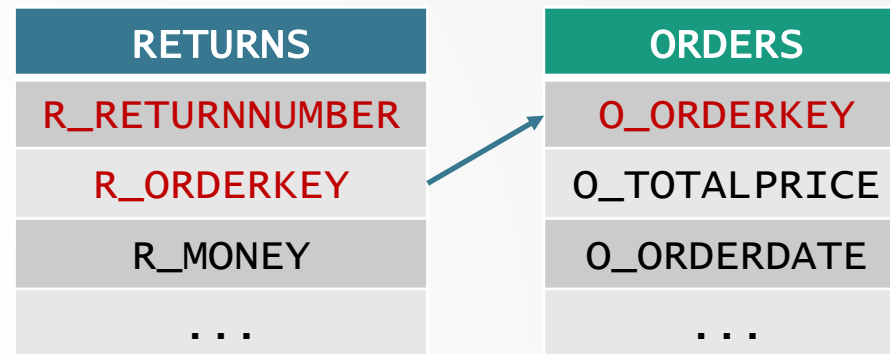 RETURNS
R_RETURNNUMBER
R_ORDERKEY
R_MONEY
...
ORDERS
O_ORDERKEY
O_TOTALPRICE
O_ORDERDATE
...